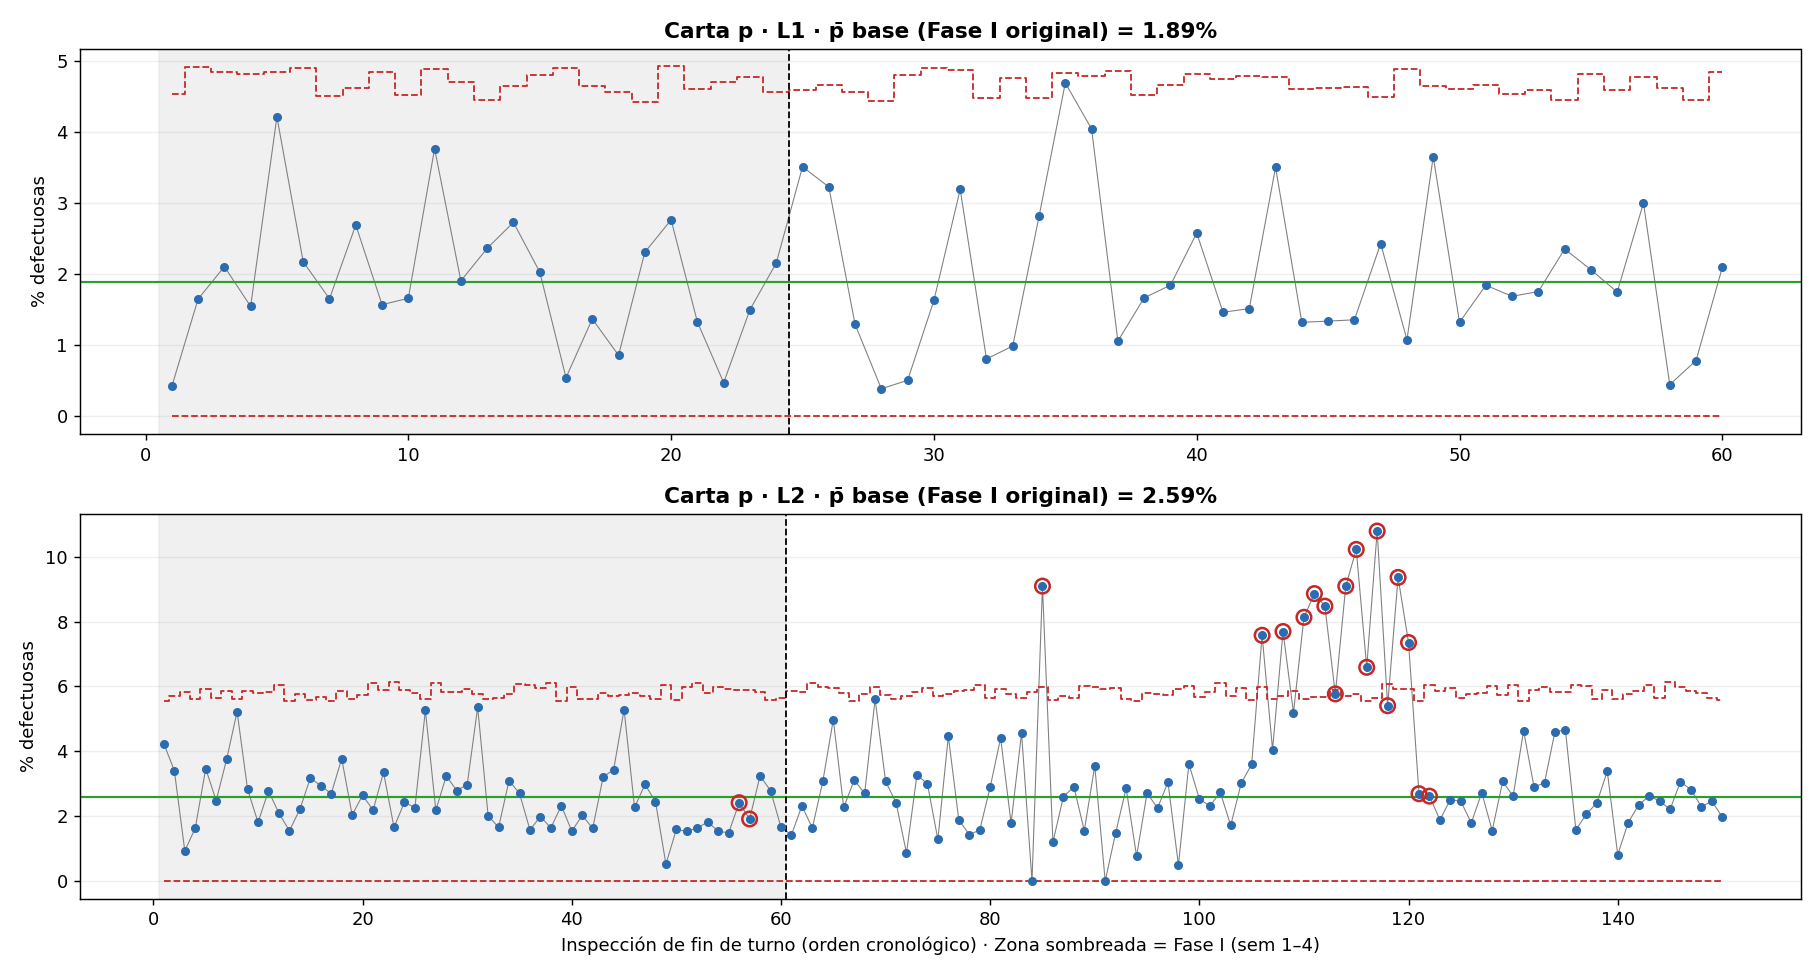 Carta p · L1 · p̄ base (Fase I original) = 1.89%
% defectuosas
5
4
3
2
1
0
0 10 20 30 40 50 60
Carta p · L2 · p̄ base (Fase I original) = 2.59%
% defectuosas
10
8
6
4
2
0
0 20 40 60 80 100 120 140
Inspección de fin de turno (orden cronológico) · Zona sombreada = Fase I (sem 1–4)